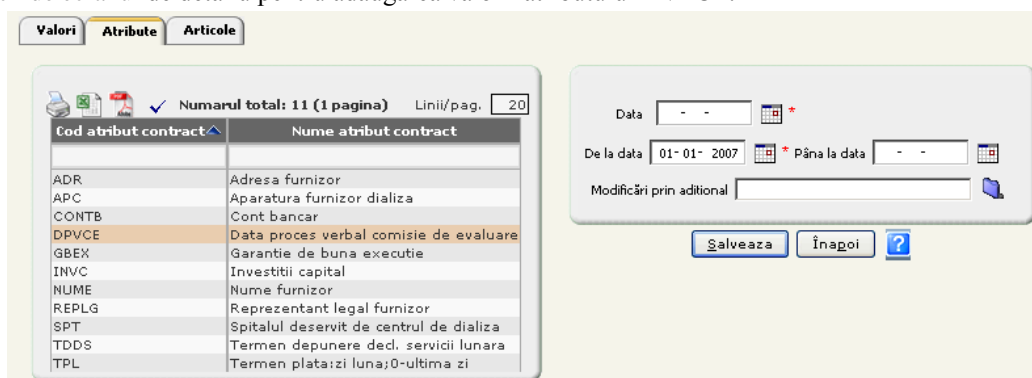 Valori Atribute Articole
Numarul total: 11 (1 pagina) Linii/pag. 20
Cod atribut contract Nume atribut contract
ADR Adresa furnizor
APC Aparatura furnizor dializa
CONTB Cont bancar
DPVCE Data proces verbal comisie de evaluare
GBEX Garantie de buna executie
INVC Investitii capital
NUME Nume furnizor
REPLG Reprezentant legal furnizor
SPT Spitalul deservit de centrul de dializa
TDDS Termen depunere decl. servicii lunara
TPL Termen plata:zi luna;0-ultima zi
Data - - *
De la data 01-01- 2007 * Pâna la data - -
Modificări prin aditional
Salveaza Înapoi ?